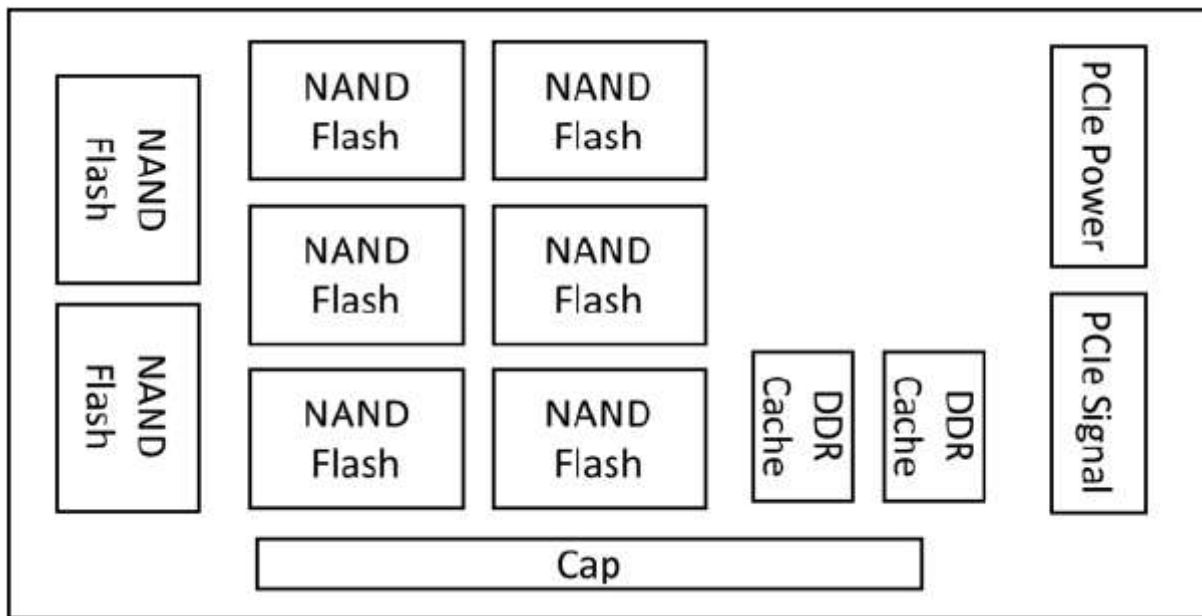 NAND
Flash
NAND
Flash
NAND
Flash
NAND
Flash
NAND
Flash
NAND
Flash
NAND
Flash
NAND
Flash
DDR
Cache
DDR
Cache
PCIe Power
PCIe Signal
Cap